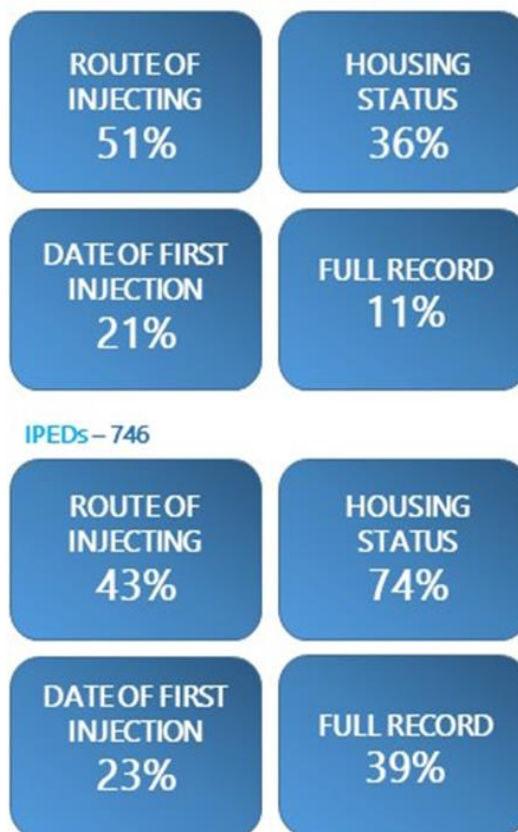 ROUTE OF
INJECTING
51%
HOUSING
STATUS
36%
DATE OF FIRST
INJECTION
21%
FULL RECORD
11%
IPEDs – 746
ROUTE OF
INJECTING
43%
HOUSING
STATUS
74%
DATE OF FIRST
INJECTION
23%
FULL RECORD
39%